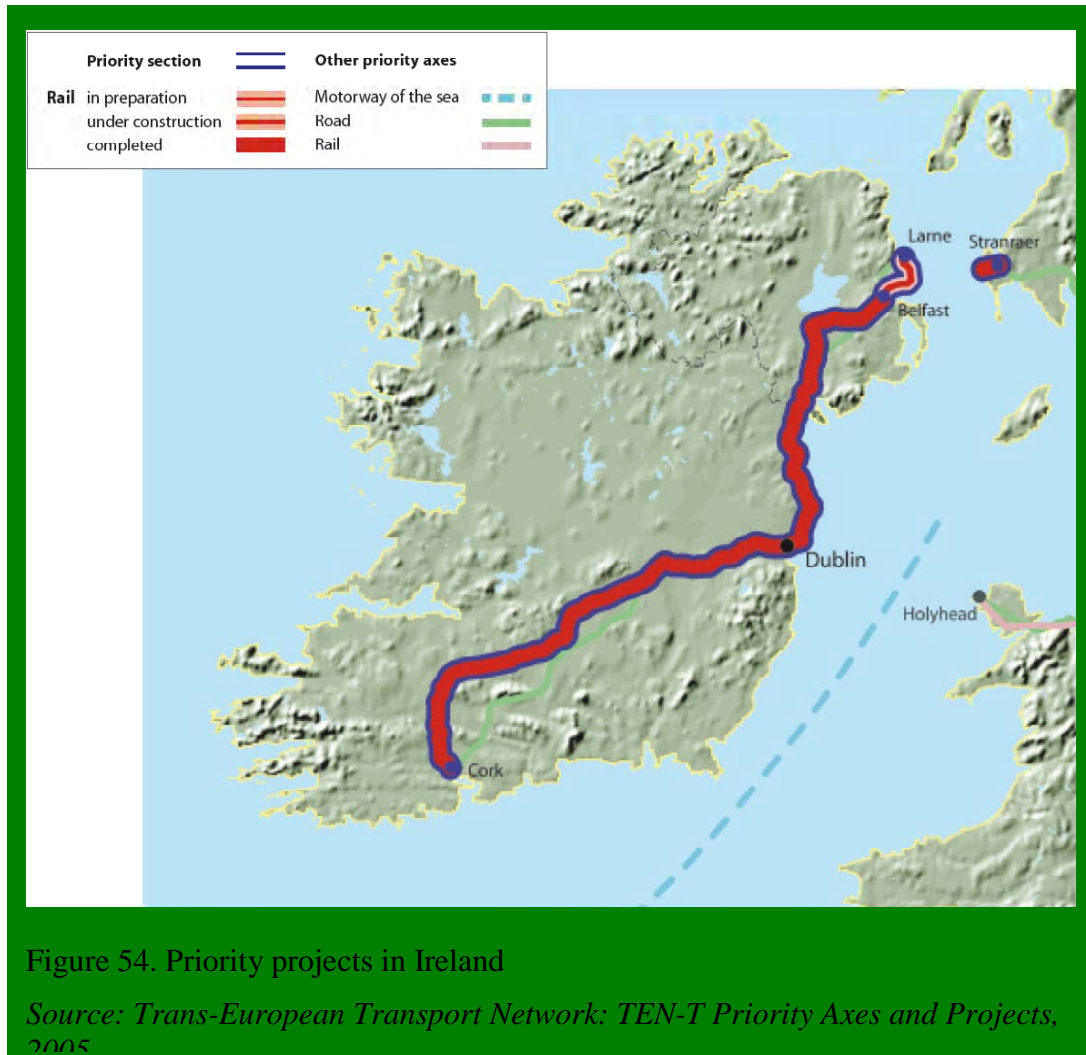 Priority section
Other priority axes
Rail in preparation
Motorway of the sea
under construction
Road
completed
Rail
Larne
Stranraer
Belfast
Dublin
Holyhead
Cork
Figure 54. Priority projects in Ireland
Source: Trans-European Transport Network: TEN-T Priority Axes and Projects,
2005